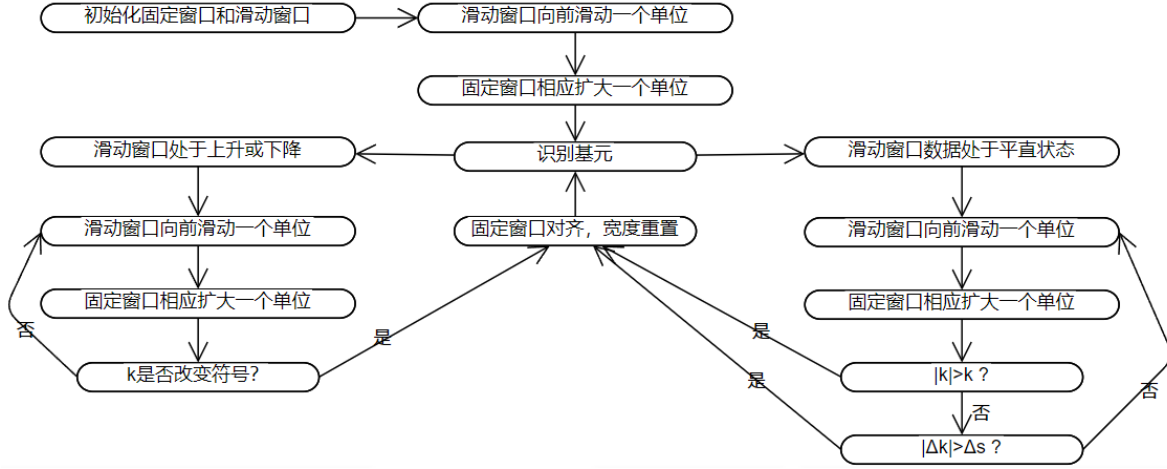 初始化固定窗口和滑动窗口
滑动窗口向前滑动一个单位
固定窗口相应扩大一个单位
滑动窗口处于上升或下降
识别基元
滑动窗口数据处于平直状态
滑动窗口向前滑动一个单位
固定窗口对齐，宽度重置
滑动窗口向前滑动一个单位
固定窗口相应扩大一个单位
固定窗口相应扩大一个单位
否
是
是
k是否改变符号?
|k|>k ?
是
否
否
|Δk|>Δs ?